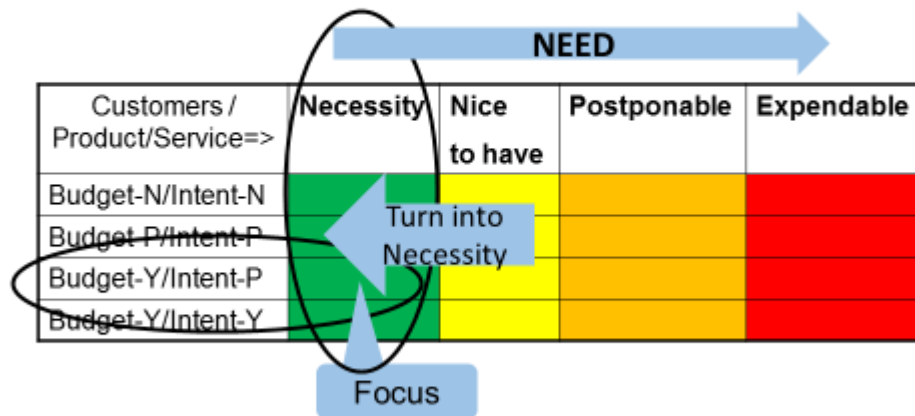 NEED
Customers / Necessity Nice Postponable Expendable
Product/Service=> to have
Budget-N/Intent-N
Budget-P/Intent-P
Budget-Y/Intent-P
Budget-Y/Intent-Y
Turn into
Necessity
Focus